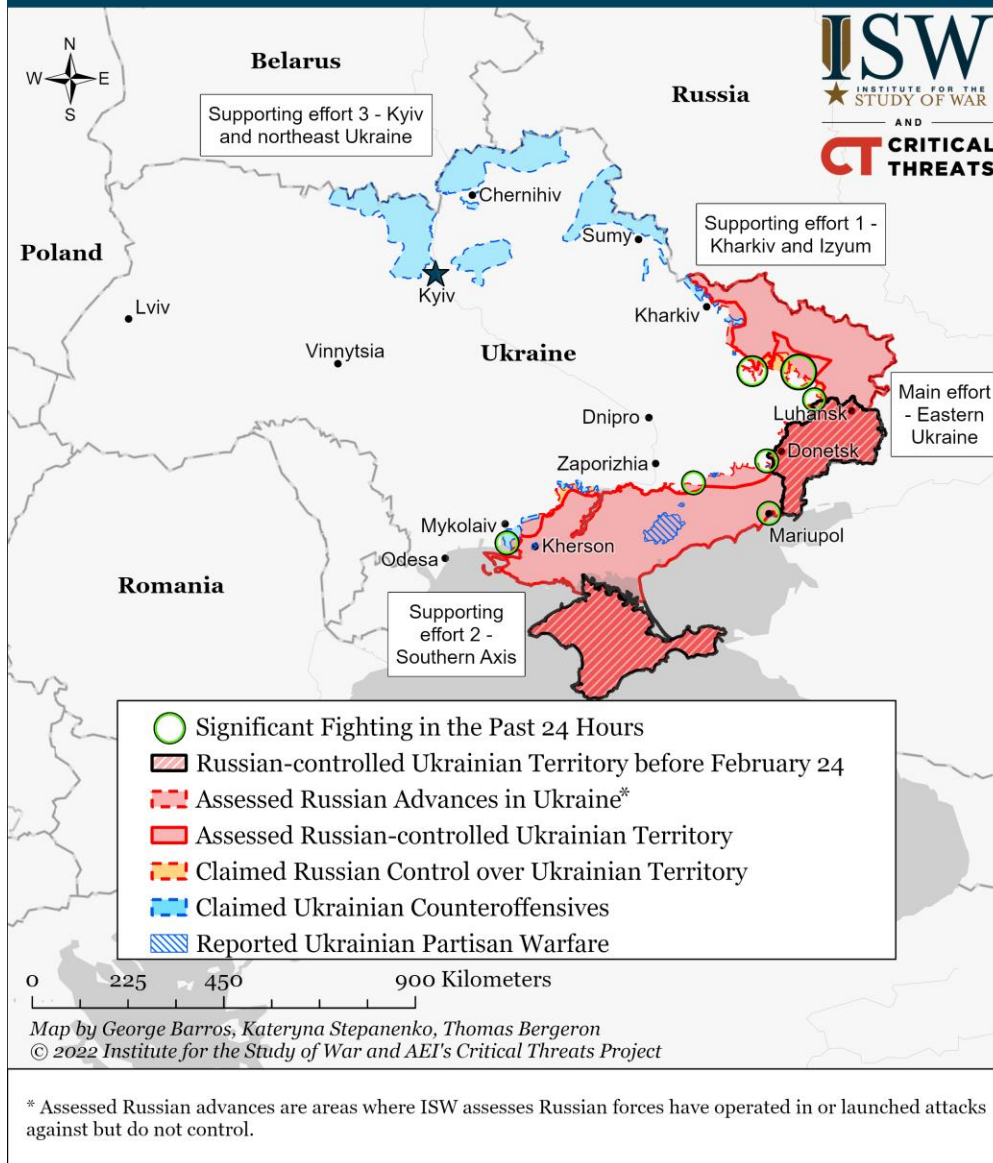 N
W E
S
Belarus
Russia
ISW
INSTITUTE FOR THE
STUDY OF WAR
AND
CT CRITICAL
THREATS
Supporting effort 3 - Kyiv
and northeast Ukraine
Chernihiv
Sumy
Supporting effort 1 -
Kharkiv and Izyum
Poland
Kyiv
Lviv
Kharkiv
Vinnytsia
Ukraine
Main effort
- Eastern
Ukraine
Dnipro
Luhansk
Donetsk
Zaporizhia
Mykolaiv
Kherson
Mariupol
Odesa
Romania
Supporting
effort 2 -
Southern Axis
Significant Fighting in the Past 24 Hours
Russian-controlled Ukrainian Territory before February 24
Assessed Russian Advances in Ukraine*
Assessed Russian-controlled Ukrainian Territory
Claimed Russian Control over Ukrainian Territory
Claimed Ukrainian Counteroffensives
Reported Ukrainian Partisan Warfare
0 225 450 900 Kilometers
Map by George Barros, Kateryna Stepanenko, Thomas Bergeron
© 2022 Institute for the Study of War and AEI's Critical Threats Project
* Assessed Russian advances are areas where ISW assesses Russian forces have operated in or launched attacks
against but do not control.